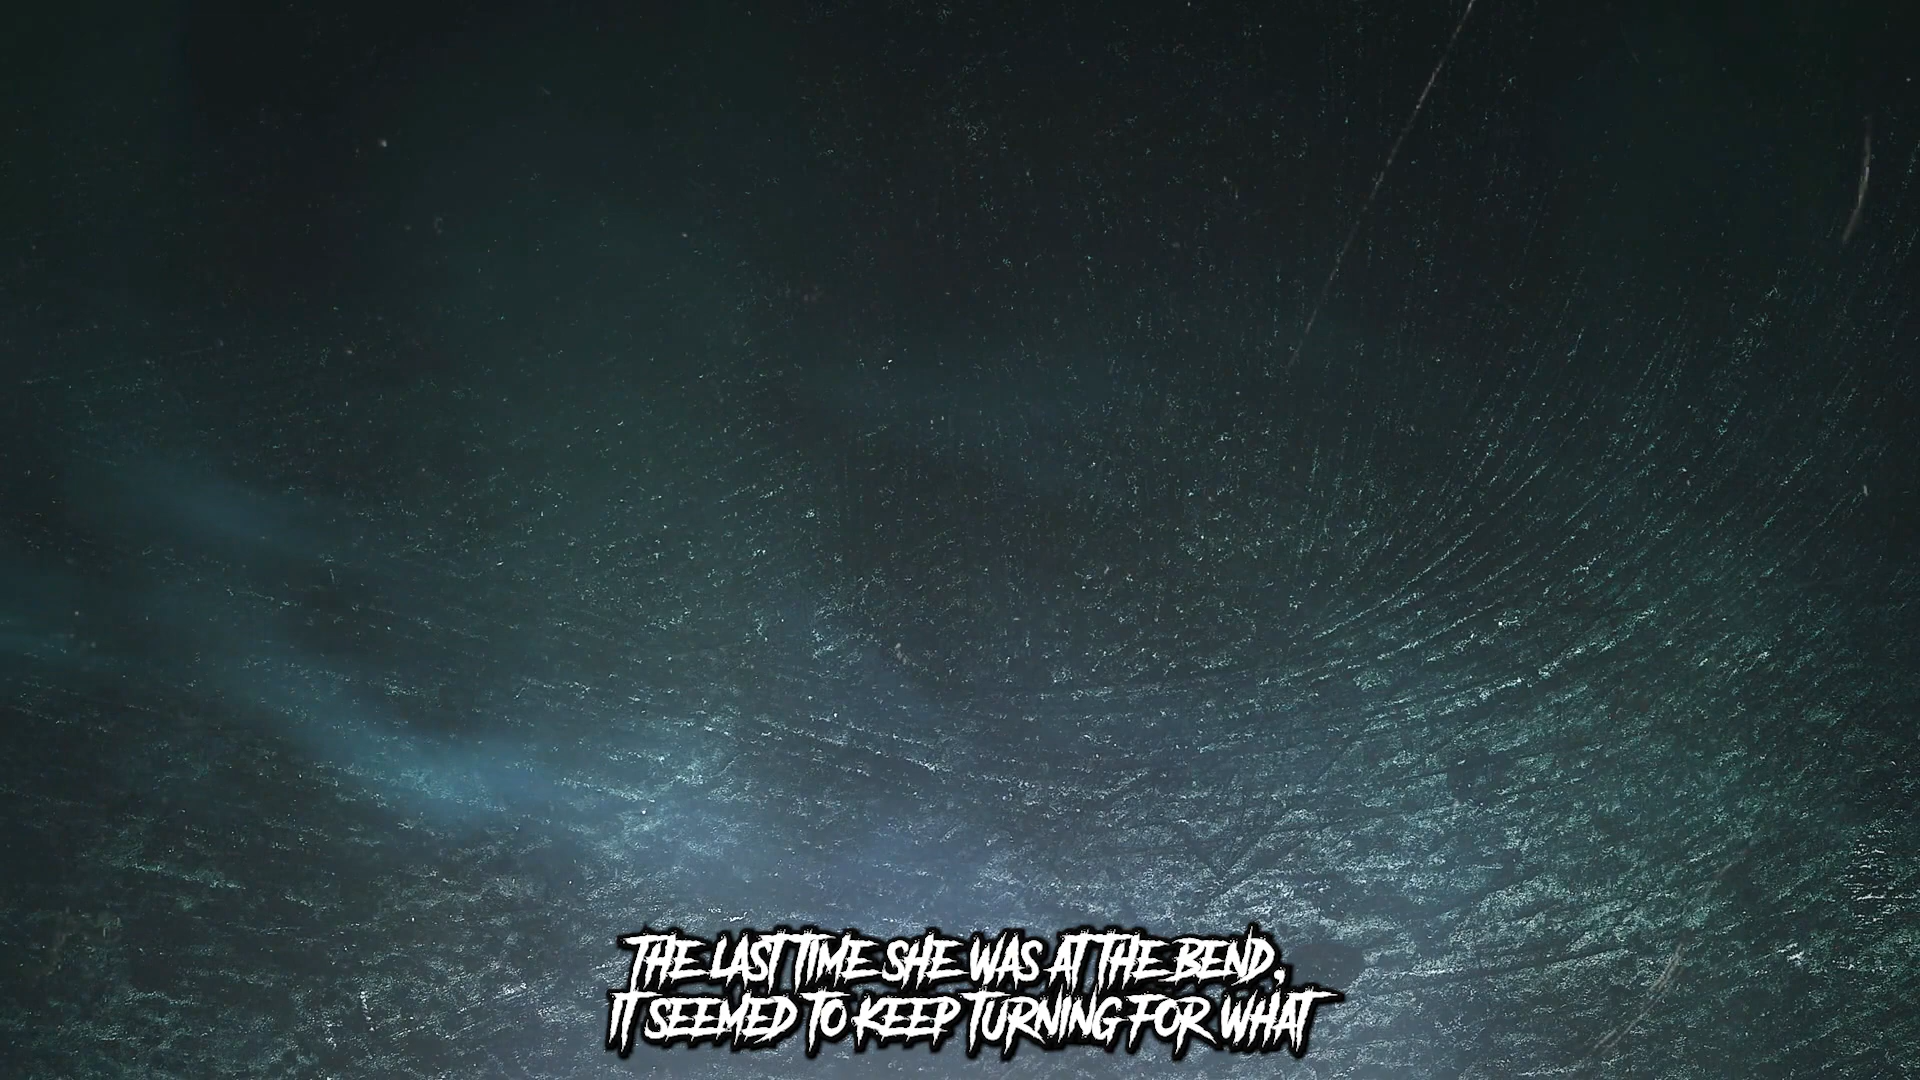 THE LAST TIME SHE WAS AT THE BEND,
IT SEEMED TO KEEP TURNING FOR WHAT